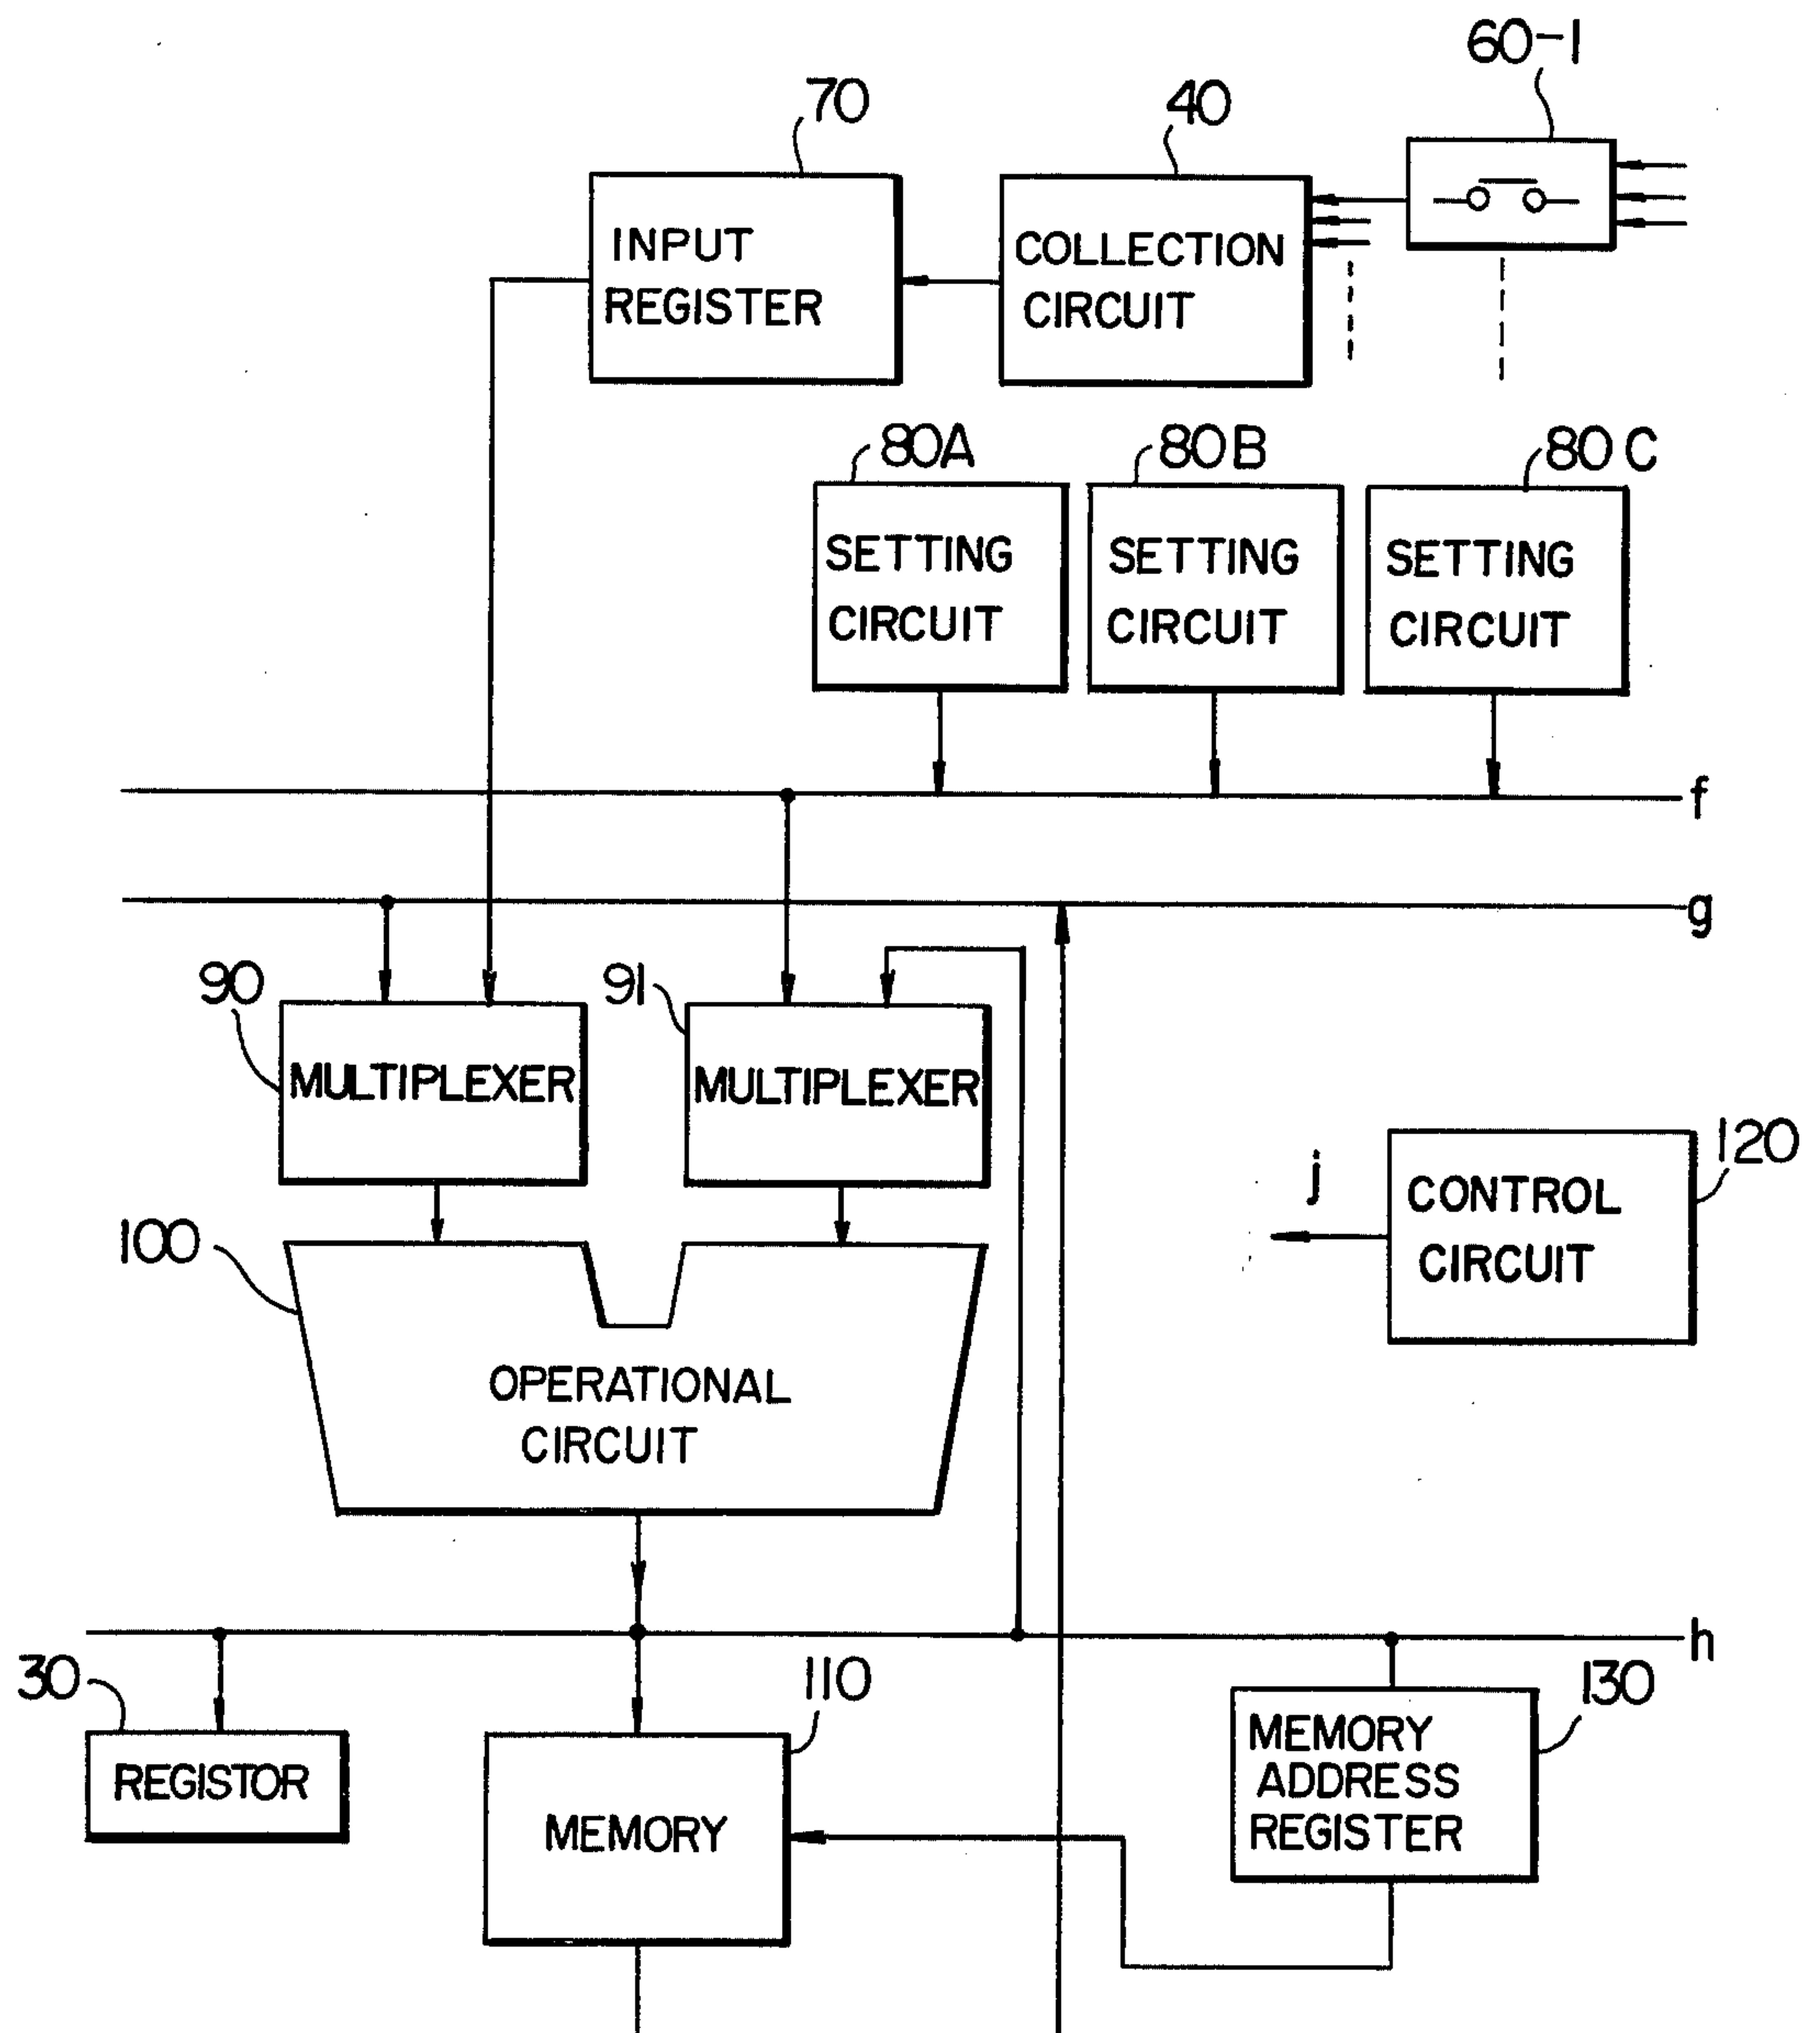 60-1
70
40
INPUT
REGISTER
COLLECTION
CIRCUIT
80A
80B
80C
SETTING
CIRCUIT
SETTING
CIRCUIT
SETTING
CIRCUIT
f
g
90
91
MULTIPLEXER
MULTIPLEXER
120
j
CONTROL
CIRCUIT
100
OPERATIONAL
CIRCUIT
h
30
110
130
REGISTOR
MEMORY
MEMORY
ADDRESS
REGISTER